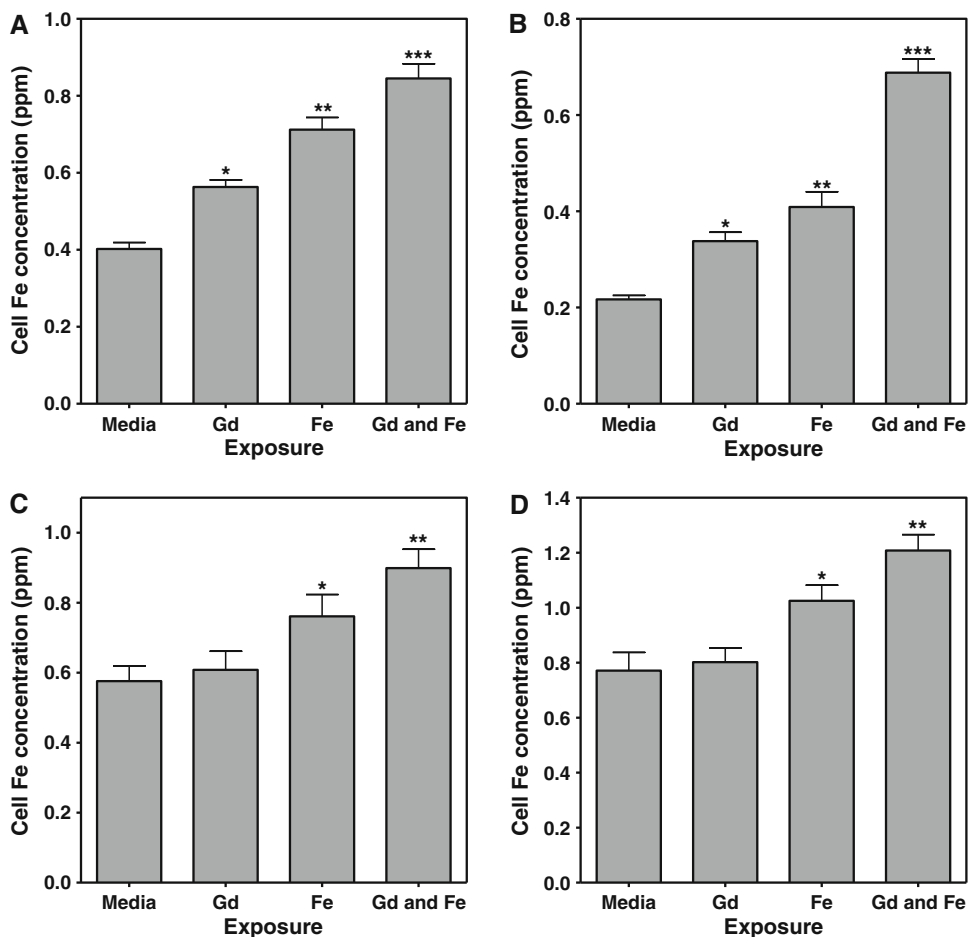 A
Cell Fe concentration (ppm)
1.0
0.8
0.6
0.4
0.2
0.0
*
**
***
Media Gd Fe Gd and Fe
Exposure
B
Cell Fe concentration (ppm)
0.8
0.6
0.4
0.2
0.0
*
**
***
Media Gd Fe Gd and Fe
Exposure
C
Cell Fe concentration (ppm)
1.0
0.8
0.6
0.4
0.2
0.0
*
**
Media Gd Fe Gd and Fe
Exposure
D
Cell Fe concentration (ppm)
1.4
1.2
1.0
0.8
0.6
0.4
0.2
0.0
*
**
Media Gd Fe Gd and Fe
Exposure